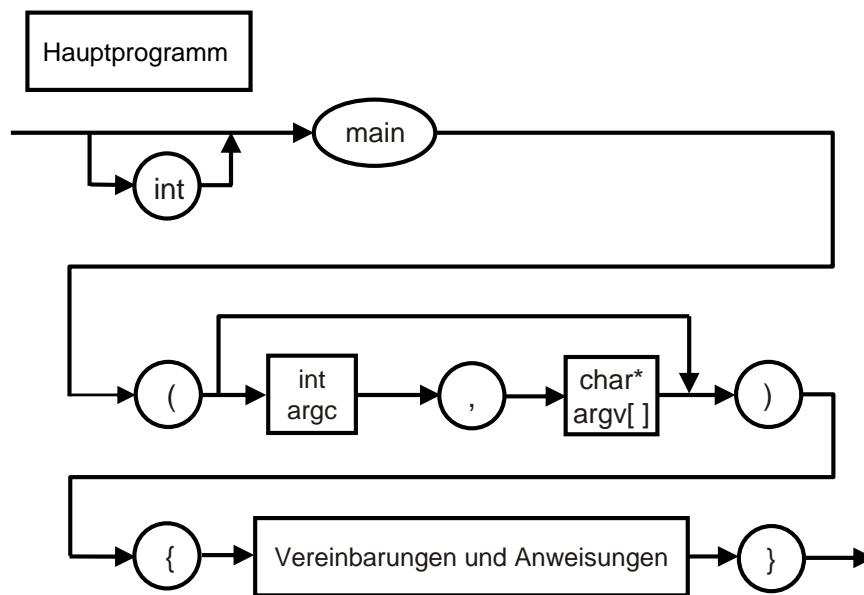 Hauptprogramm
main
int
( int argc , char* argv[ ] )
{ Vereinbarungen und Anweisungen }